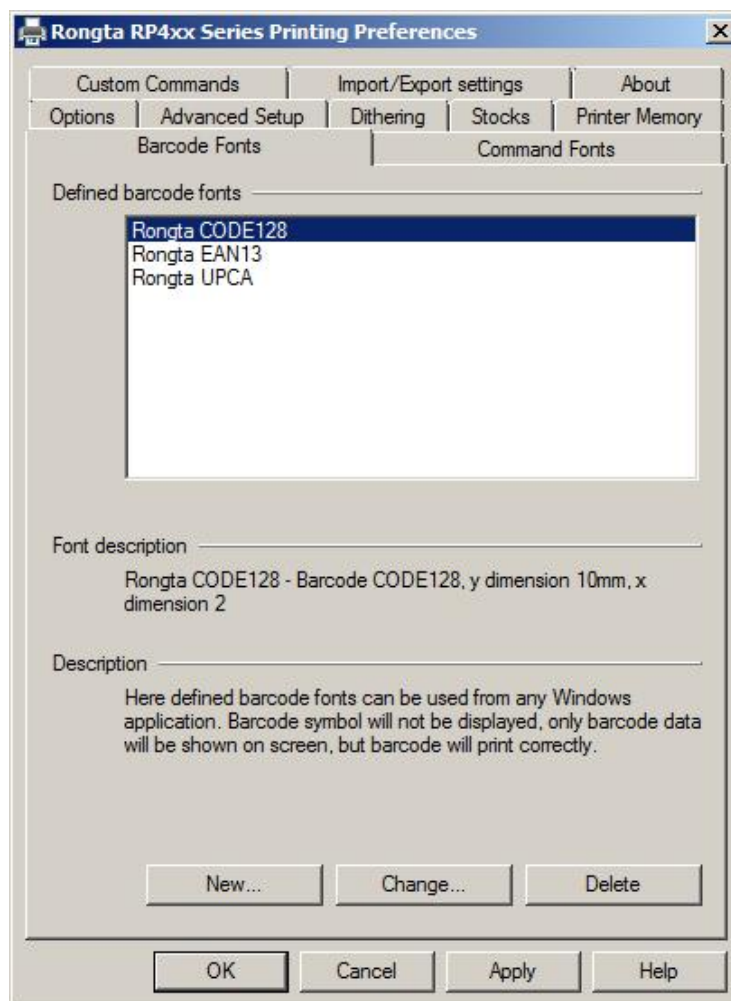 Rongta RP4xx Series Printing Preferences
Custom Commands
Import/Export settings
About
Options
Advanced Setup
Dithering
Stocks
Printer Memory
Barcode Fonts
Command Fonts
Defined barcode fonts
Rongta CODE128
Rongta EAN13
Rongta UPCA
Font description
Rongta CODE128 - Barcode CODE128, y dimension 10mm, x
dimension 2
Description
Here defined barcode fonts can be used from any Windows
application. Barcode symbol will not be displayed, only barcode data
will be shown on screen, but barcode will print correctly.
New...
Change...
Delete
OK
Cancel
Apply
Help